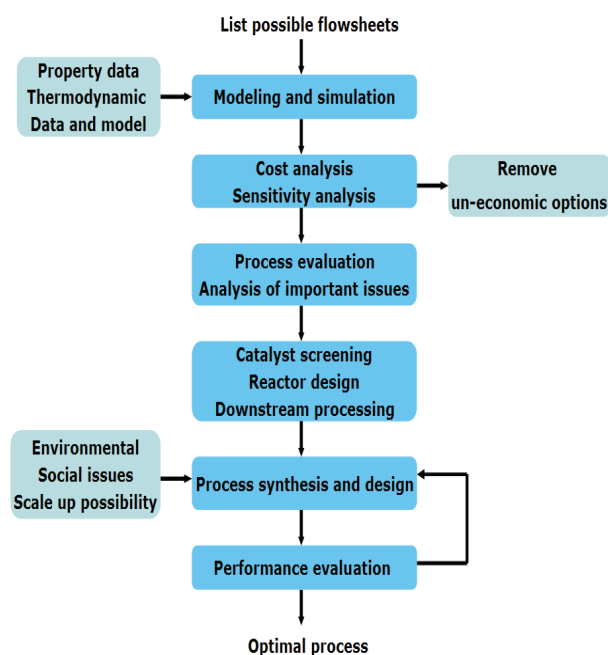 List possible flowsheets
Property data
Thermodynamic
Data and model
Modeling and simulation
Cost analysis
Sensitivity analysis
Remove
un-economic options
Process evaluation
Analysis of important issues
Catalyst screening
Reactor design
Downstream processing
Environmental
Social issues
Scale up possibility
Process synthesis and design
Performance evaluation
Optimal process